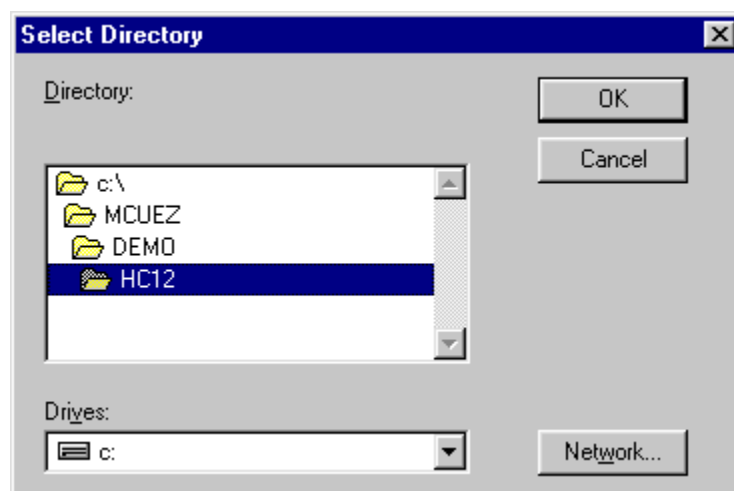 Select Directory
Directory:
OK
Cancel
c:\
MCUEZ
DEMO
HC12
Drives:
c:
Network...